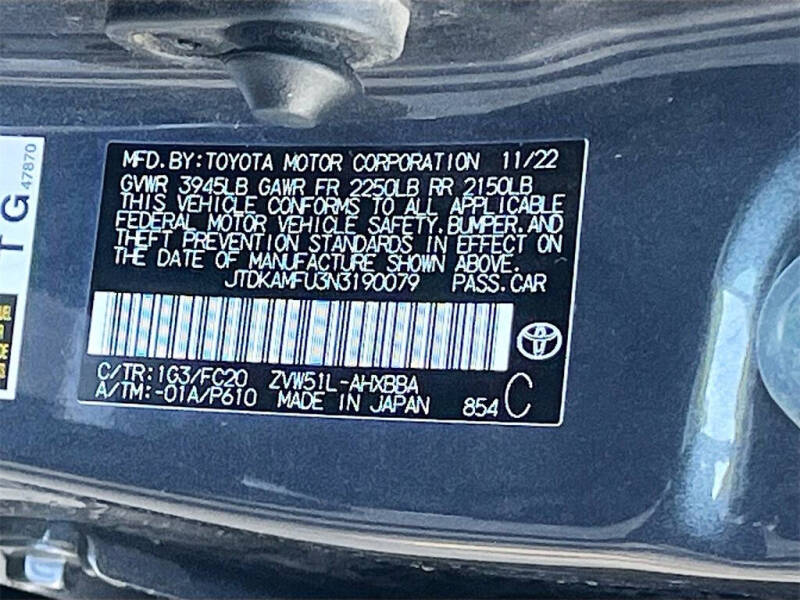 MFD.BY:TOYOTA MOTOR CORPORATION 11/22
GVWR 3945LB GAWR FR 2250LB RR 2150LB
THIS VEHICLE CONFORMS TO ALL APPLICABLE
FEDERAL MOTOR VEHICLE SAFETY.BUMPER.AND
THEFT PREVENTION STANDARDS IN EFFECT ON
THE DATE OF MANUFACTURE SHOWN ABOVE.
JTDKAMFU3N3190079 PASS.CAR
C/TR:1G3/FC20 ZVW51L-AHXBBA
A/TM:-01A/P610 MADE IN JAPAN 854 C
TG
47870